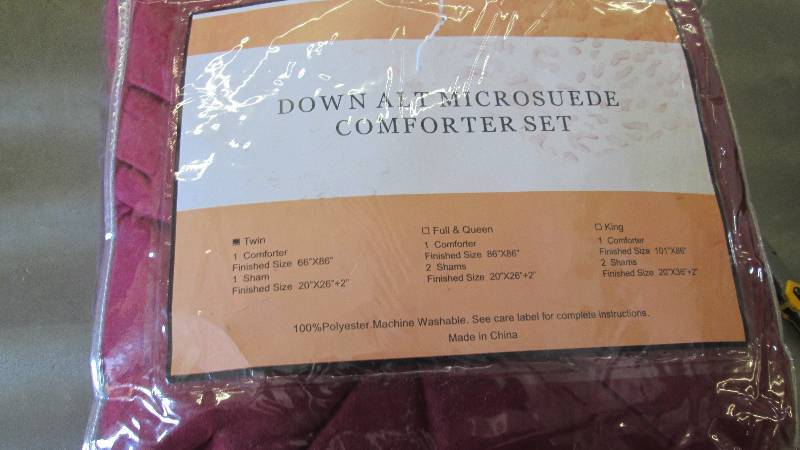 DOWN ALT MICROSUEDE
COMFORTER SET
Twin
1 Comforter
Finished Size 66"X86"
1 Sham
Finished Size 20"X26"+2"
Full & Queen
1 Comforter
Finished Size 86"X86"
2 Shams
Finished Size 20"X26"+2"
King
1 Comforter
Finished Size 101"X86"
2 Shams
Finished Size 20"X36"+2"
100%Polyester.Machine Washable. See care label for complete instructions.
Made in China